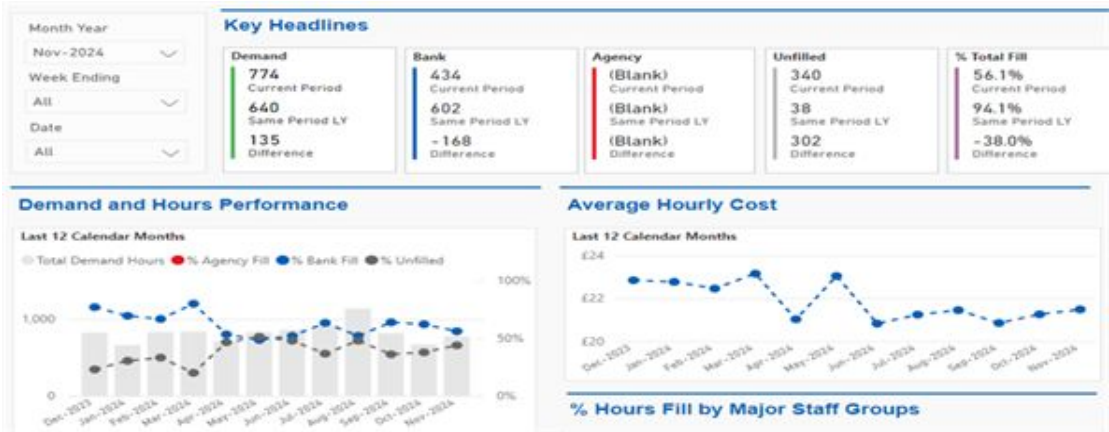 Month Year
Nov-2024
Week Ending
All
Date
All
Key Headlines
Demand
774
Current Period
640
Same Period LY
135
Difference
Bank
434
Current Period
602
Same Period LY
-168
Difference
Agency
(Blank)
Current Period
(Blank)
Same Period LY
(Blank)
Difference
Unfilled
340
Current Period
38
Same Period LY
302
Difference
% Total Fill
56.1%
Current Period
94.1%
Same Period LY
-38.0%
Difference
Demand and Hours Performance
Last 12 Calendar Months
Total Demand Hours % Agency Fill % Bank Fill % Unfilled
100%
1,000
50%
0
0%
Dec-2023 Jan-2024 Feb-2024 Mar-2024 Apr-2024 May-2024 Jun-2024 Jul-2024 Aug-2024 Sep-2024 Oct-2024 Nov-2024
Average Hourly Cost
Last 12 Calendar Months
£24
£22
£20
Dec-2023 Jan-2024 Feb-2024 Mar-2024 Apr-2024 May-2024 Jun-2024 Jul-2024 Aug-2024 Sep-2024 Oct-2024 Nov-2024
% Hours Fill by Major Staff Groups